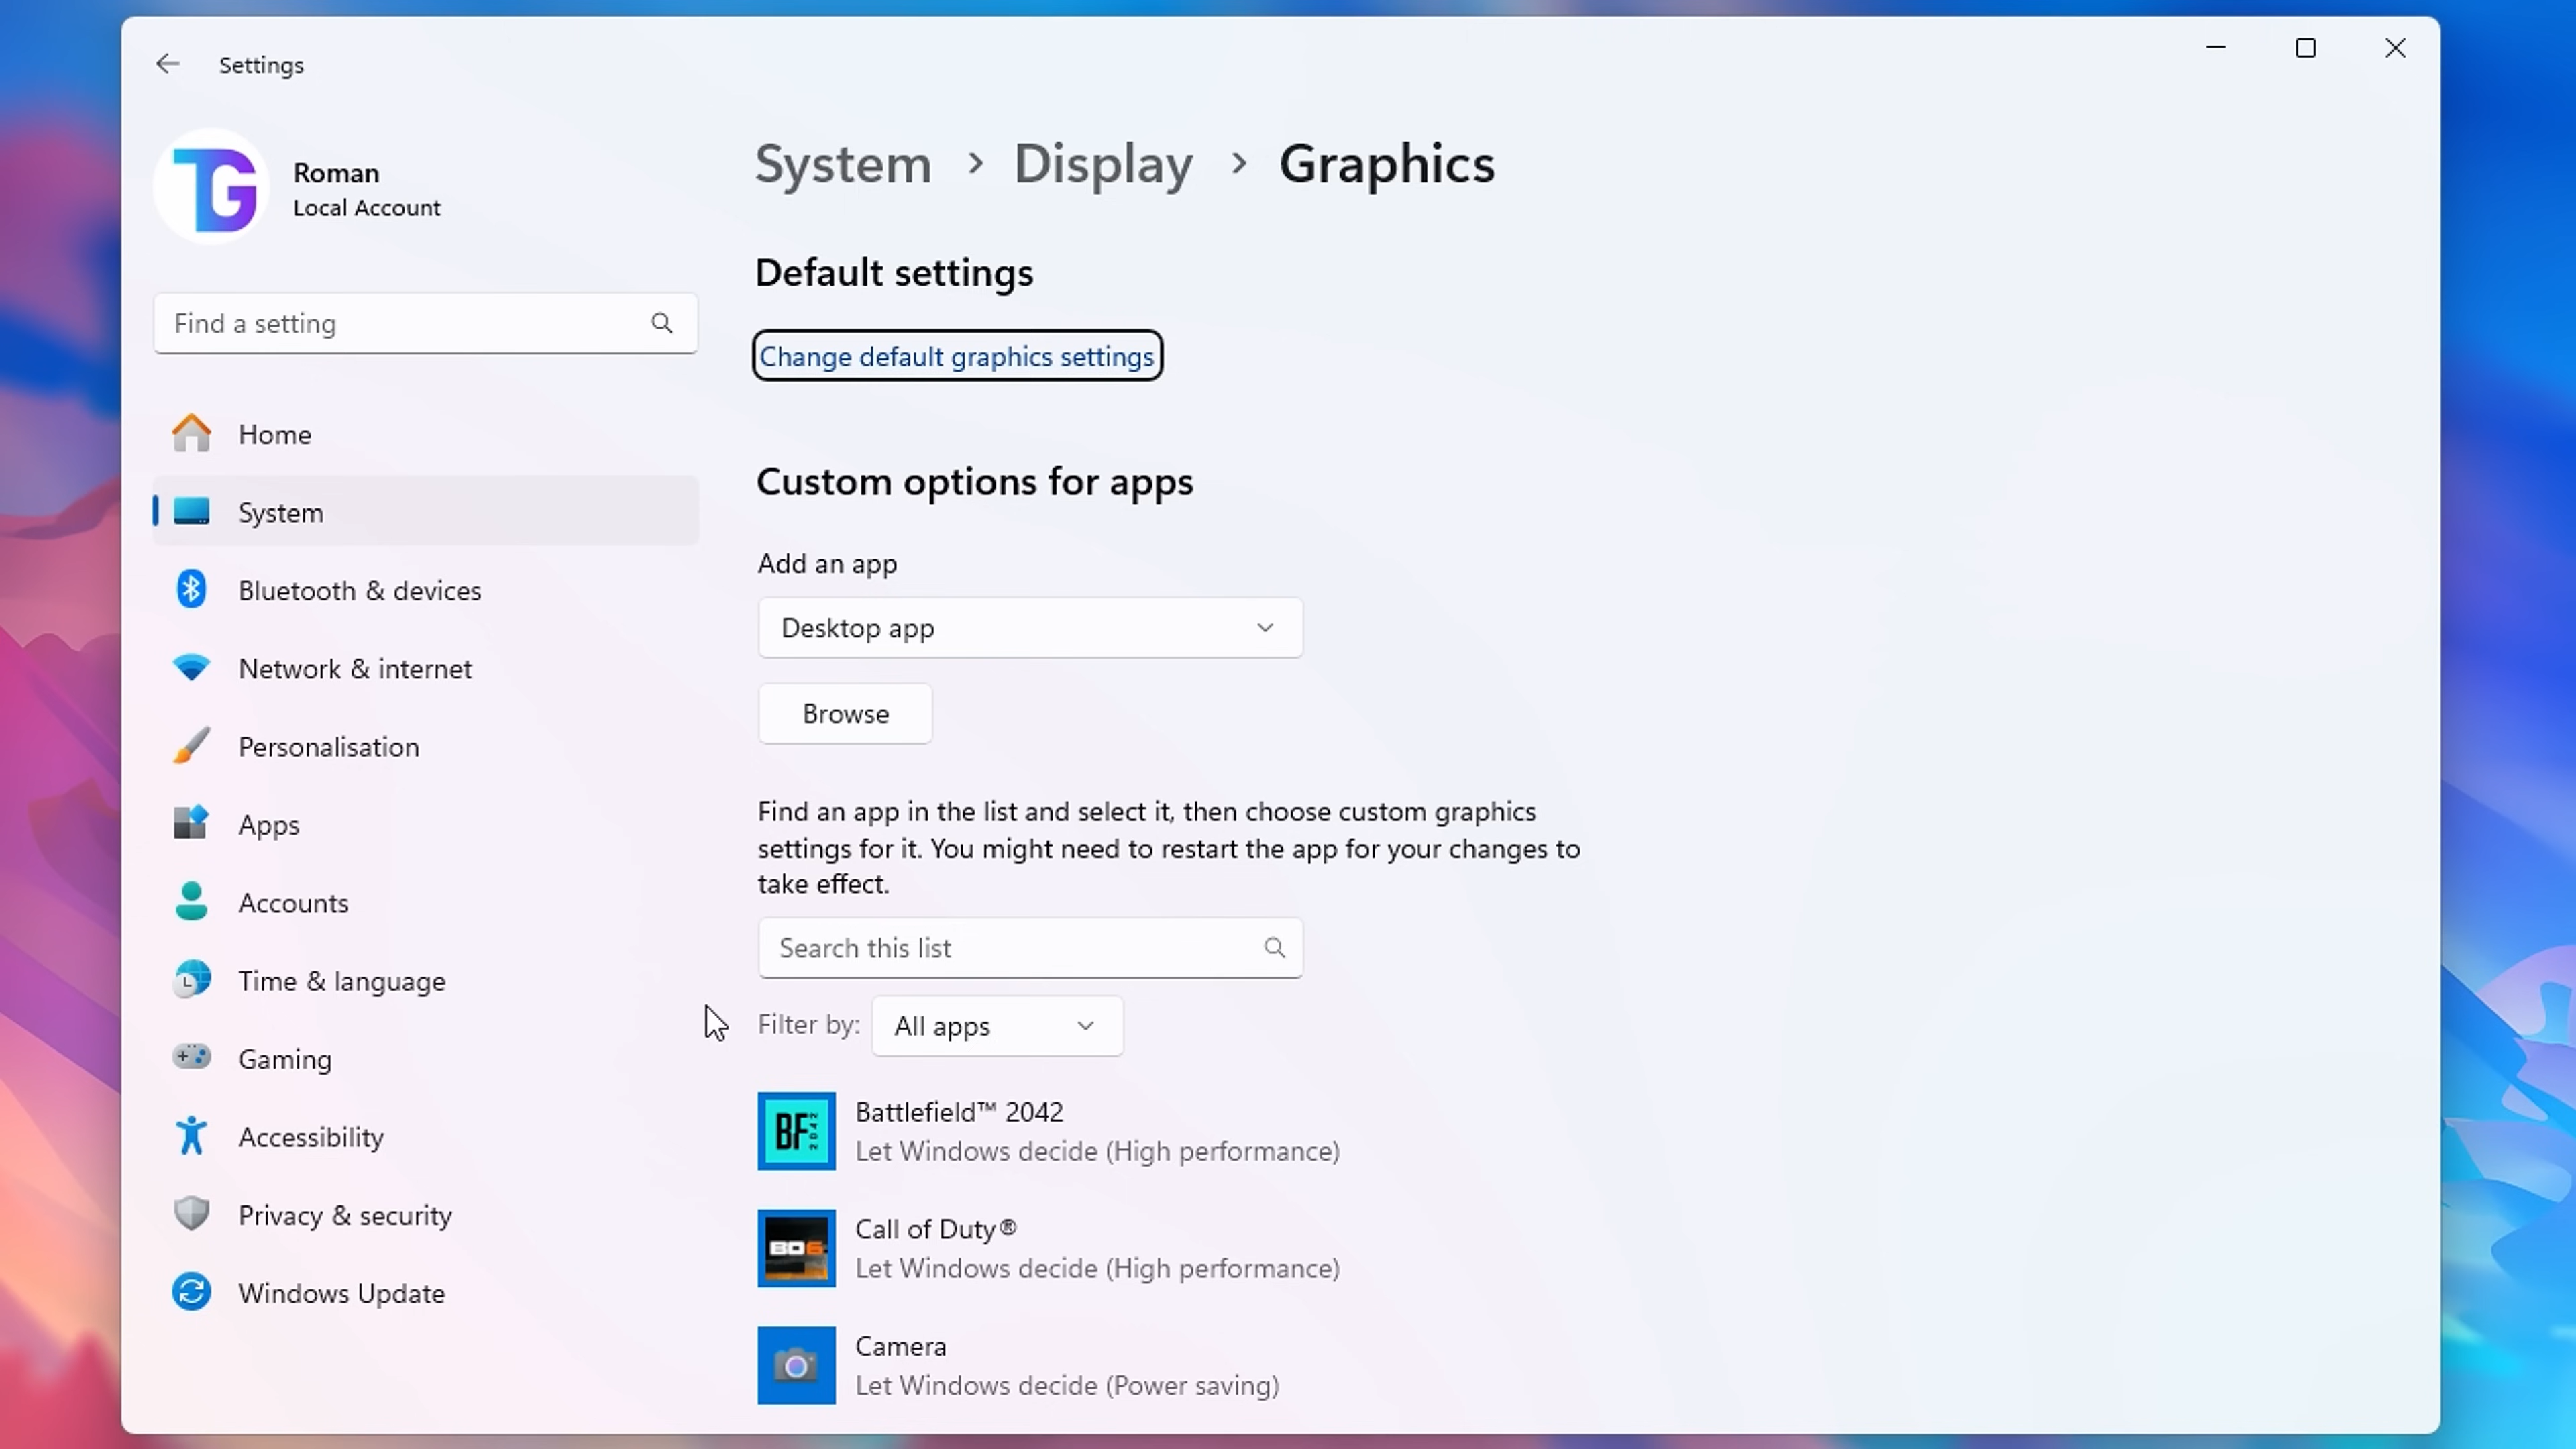 Settings
Roman
Local Account
Find a setting
Home
System
Bluetooth & devices
Network & internet
Personalisation
Apps
Accounts
Time & language
Gaming
Accessibility
Privacy & security
Windows Update
System > Display > Graphics
Default settings
Change default graphics settings
Custom options for apps
Add an app
Desktop app
Browse
Find an app in the list and select it, then choose custom graphics
settings for it. You might need to restart the app for your changes to
take effect.
Search this list
Filter by: All apps
BF 2042
Battlefield™ 2042
Let Windows decide (High performance)
BO6
Call of Duty®
Let Windows decide (High performance)
Camera
Let Windows decide (Power saving)